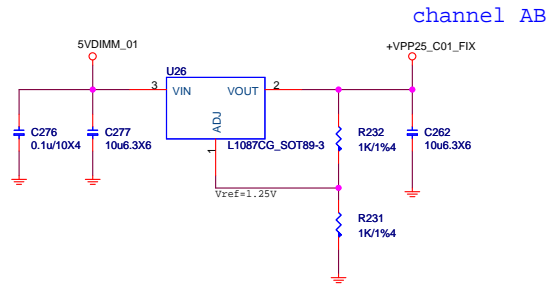 channel AB
5VDIMM_01
+VPP25_C01_FIX
U26
3
VIN
VOUT
2
ADJ
1
L1087CG_SOT89-3
C276
0.1u/10X4
C277
10u6.3X6
R232
1K/1%4
C262
10u6.3X6
Vref=1.25V
R231
1K/1%4